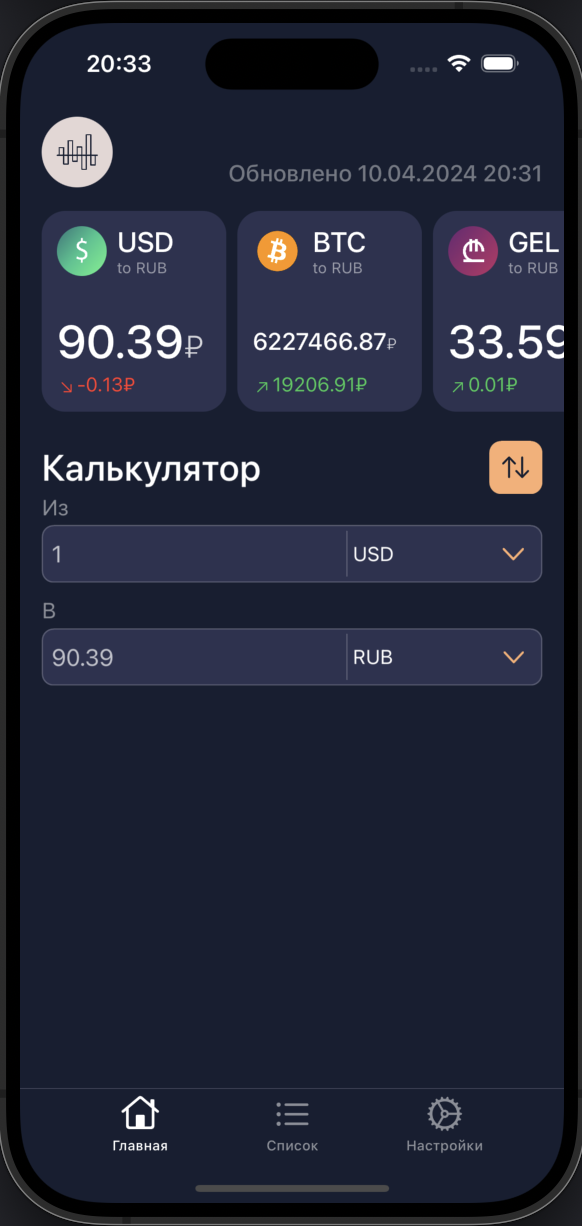 20:33
Обновлено 10.04.2024 20:31
USD
to RUB
90.39₽
-0.13₽
BTC
to RUB
6227466.87₽
19206.91₽
GEL
to RUB
33.59
0.01₽
Калькулятор
Из
1
USD
В
90.39
RUB
Главная
Список
Настройки